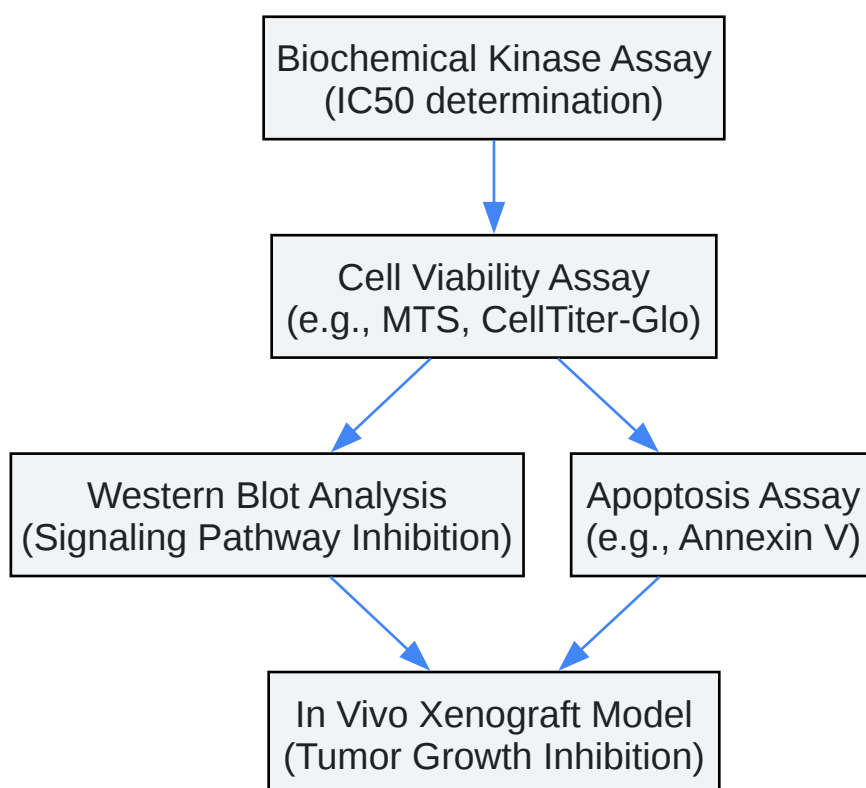 Biochemical Kinase Assay
(IC50 determination)
Cell Viability Assay
(e.g., MTS, CellTiter-Glo)
Western Blot Analysis
(Signaling Pathway Inhibition)
Apoptosis Assay
(e.g., Annexin V)
In Vivo Xenograft Model
(Tumor Growth Inhibition)